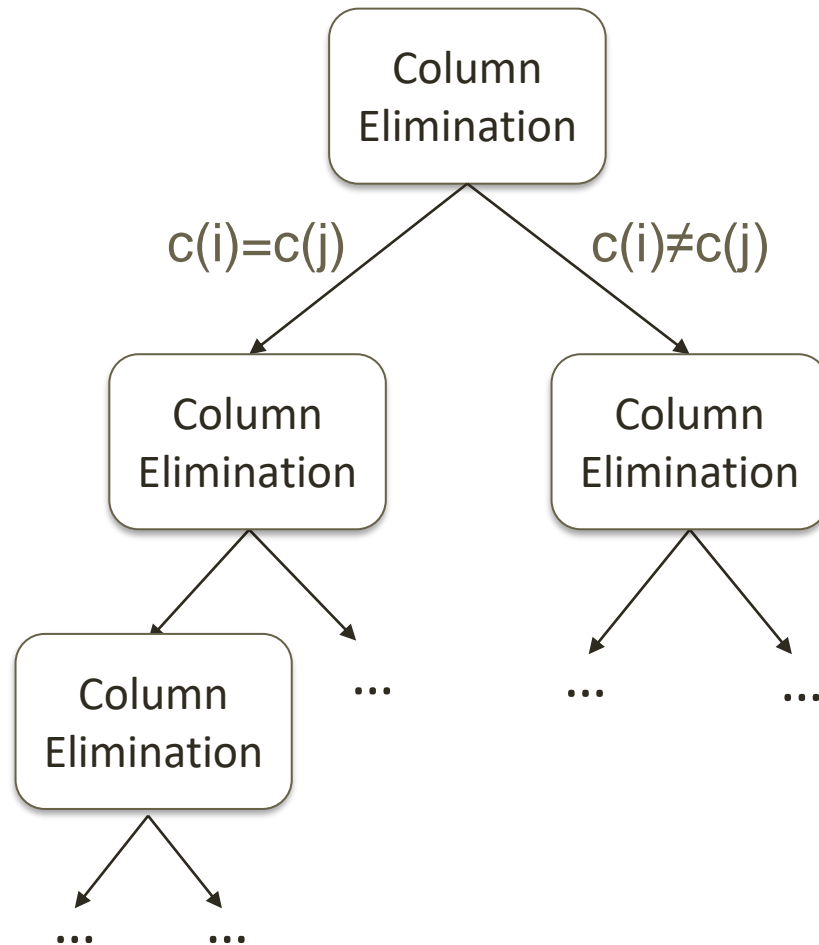 Column
Elimination
c(i)=c(j)
c(i)≠c(j)
Column
Elimination
Column
Elimination
Column
Elimination
...
...
...
...
...